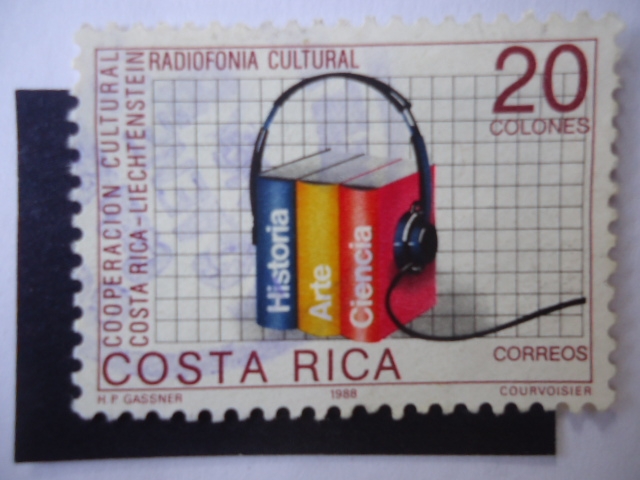 RADIOFONIA CULTURAL
COOPERACION CULTURAL
COSTA RICA-LIECHTENSTEIN
20
COLONES
Historia
Arte
Ciencia
CORREOS
COSTA RICA
H P GASSNER
1988
COURVOISIER